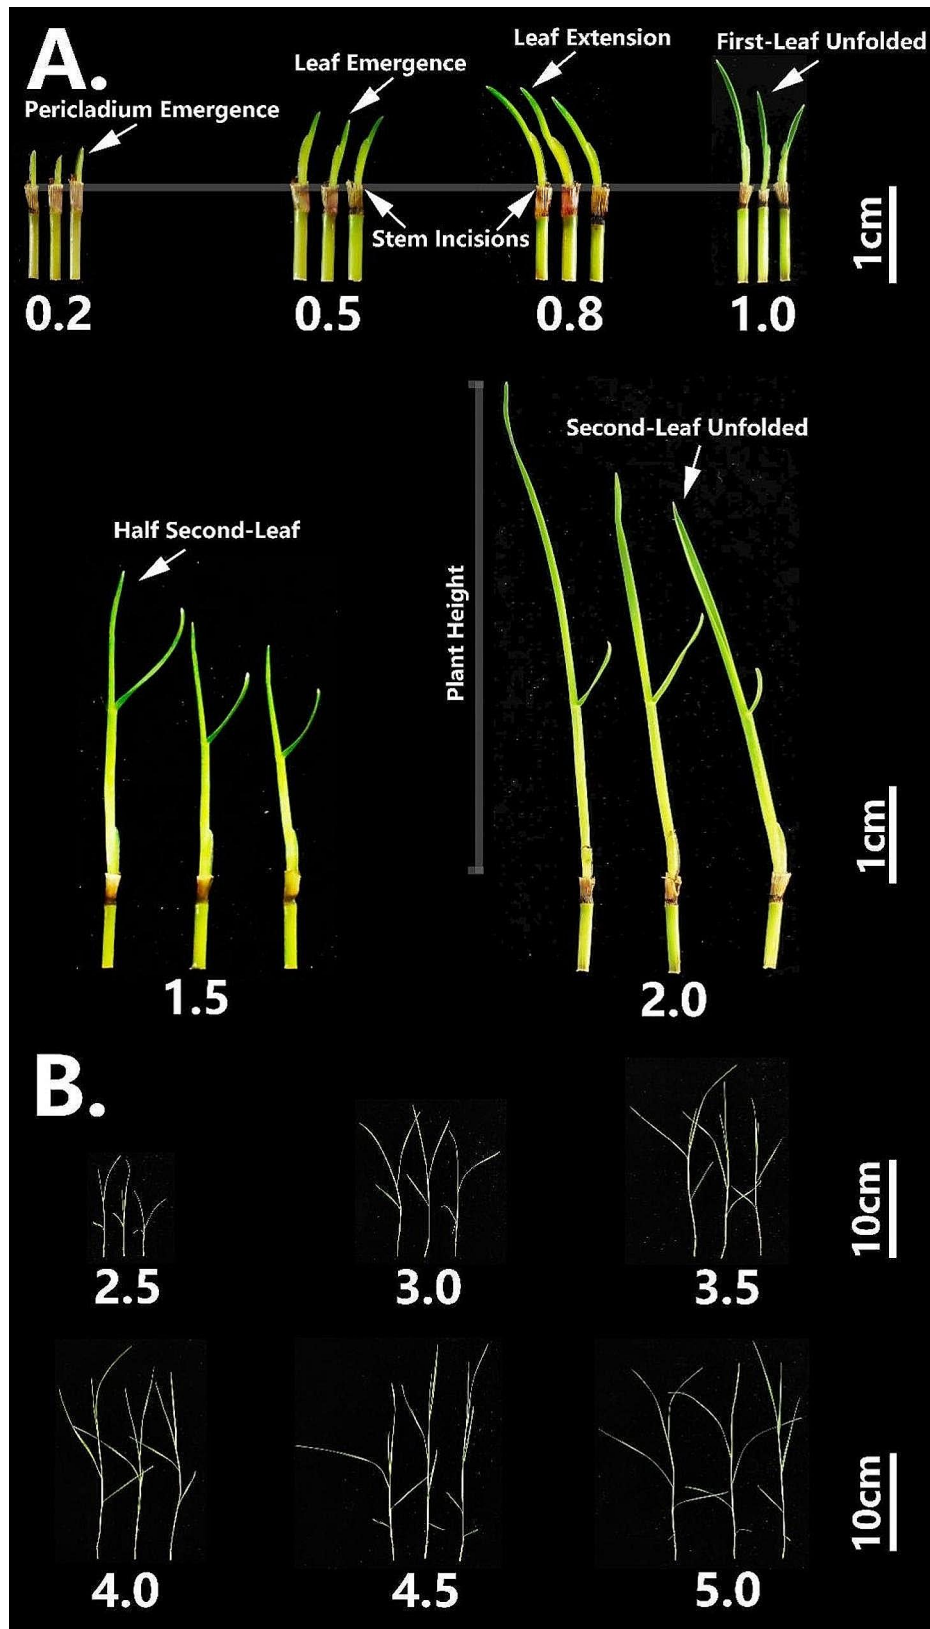 A.
Pericladium Emergence
Leaf Emergence
Leaf Extension
First-Leaf Unfolded
Stem Incisions
1cm
0.2
0.5
0.8
1.0
Half Second-Leaf
Plant Height
Second-Leaf Unfolded
1cm
1.5
2.0
B.
10cm
2.5
3.0
3.5
10cm
4.0
4.5
5.0